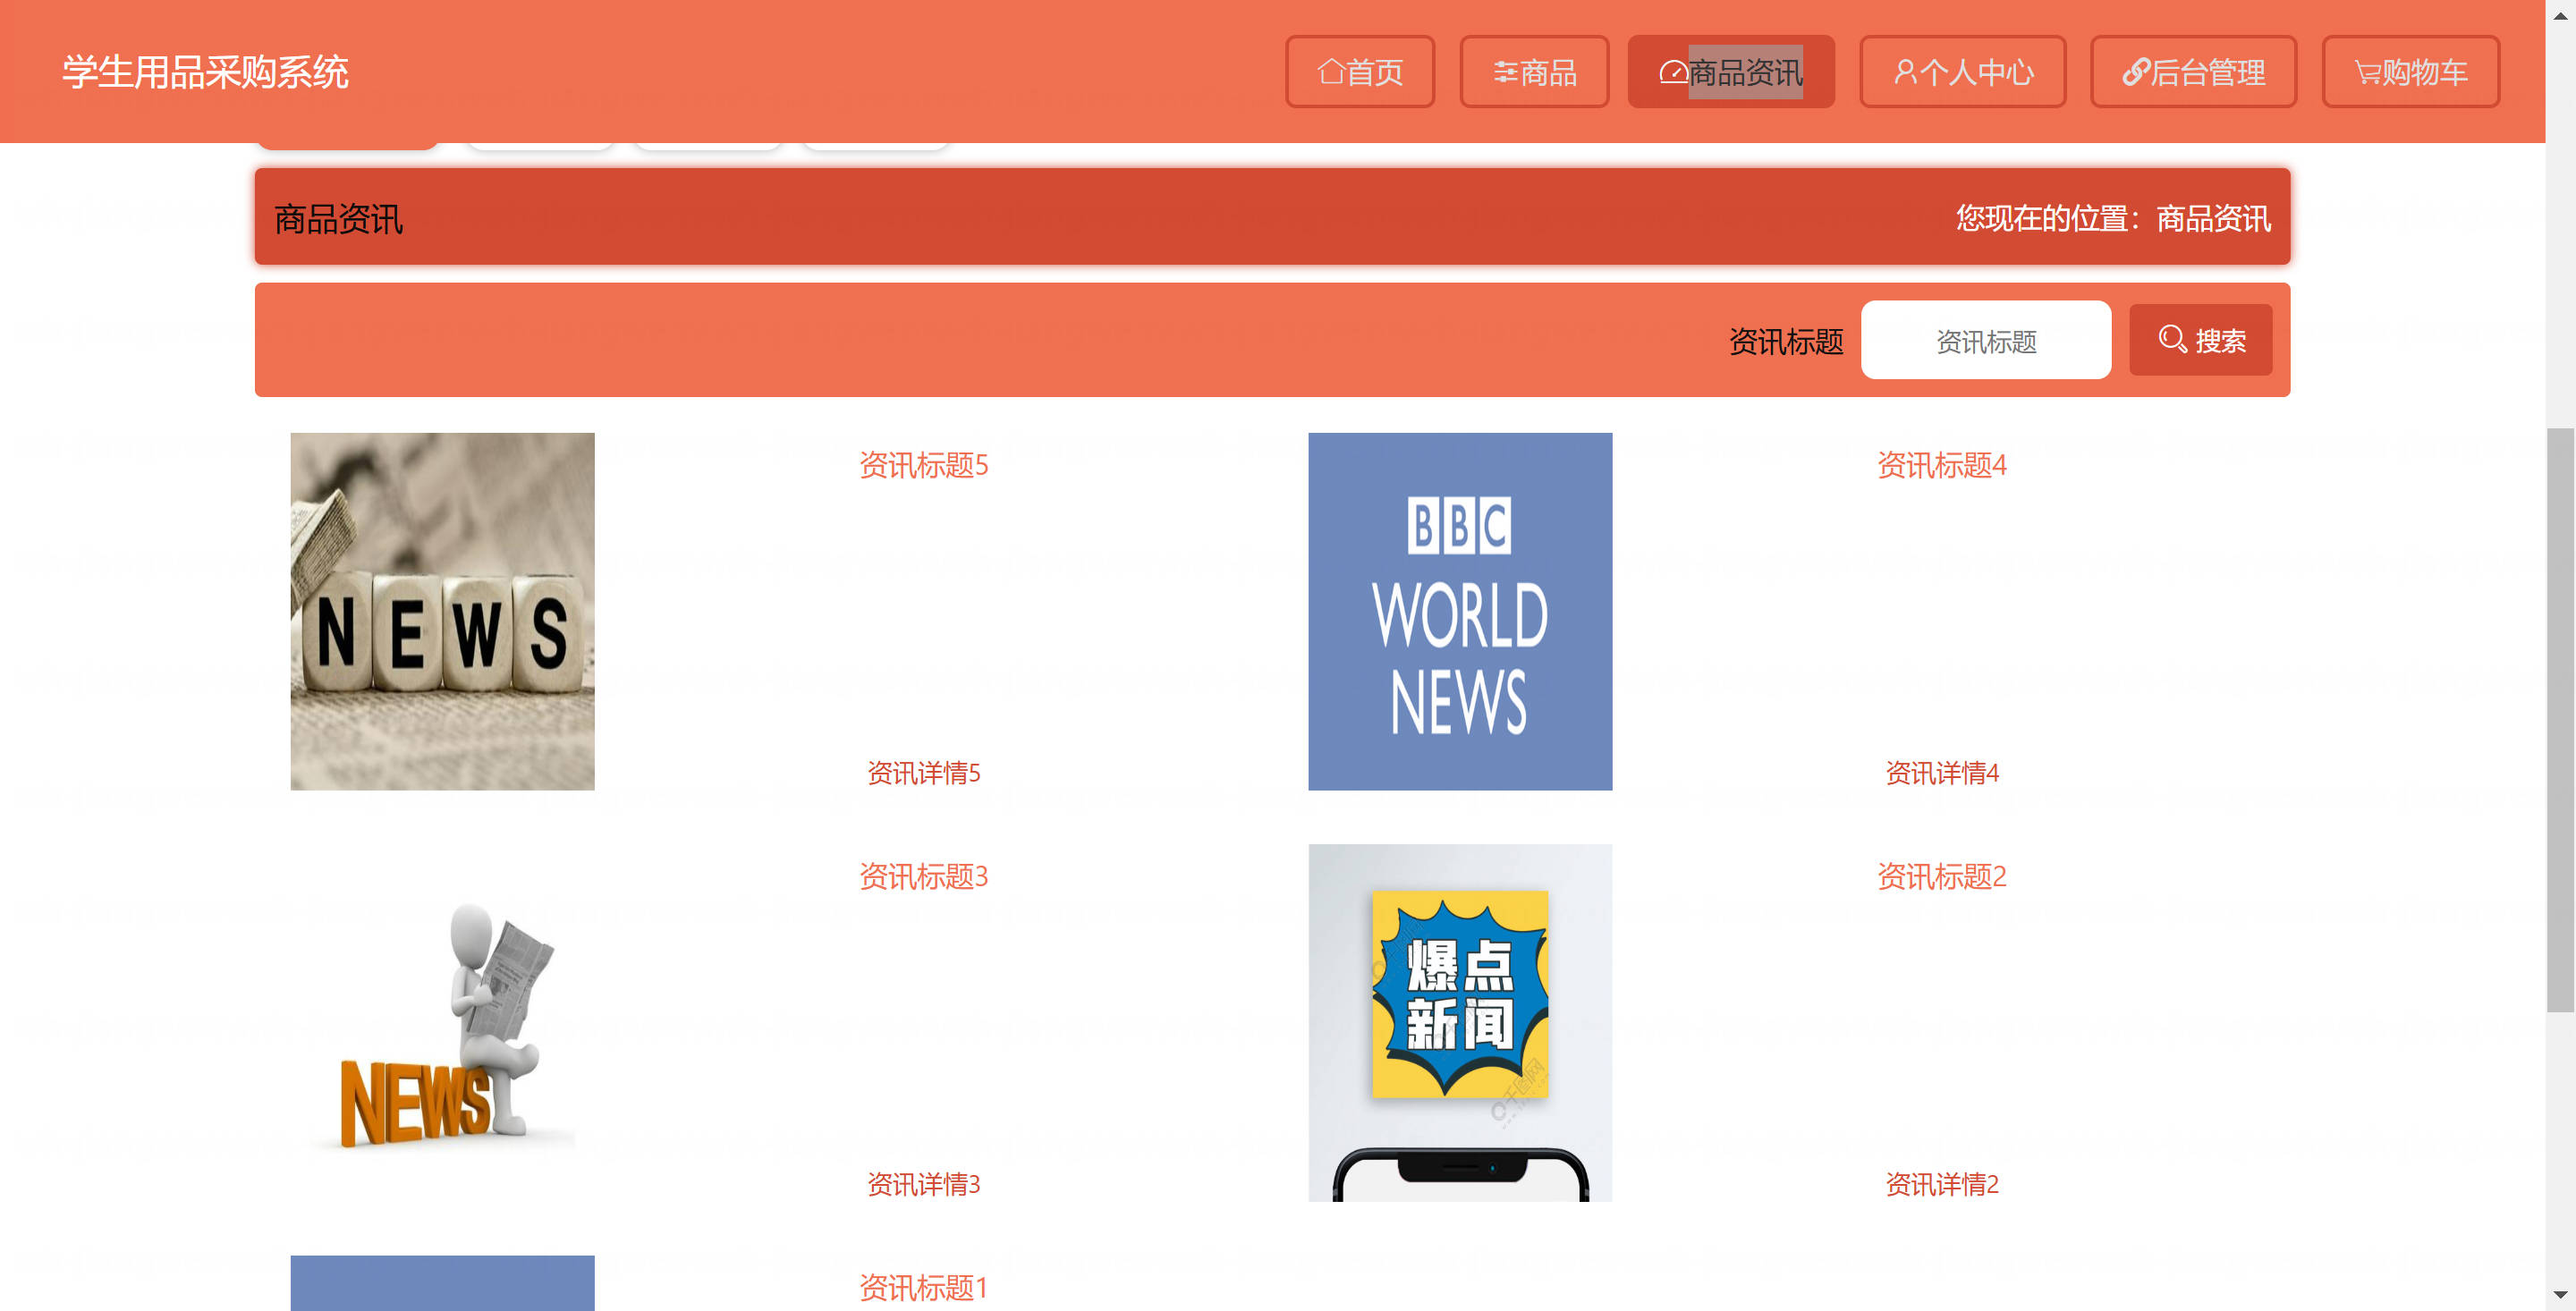 学生用品采购系统
首页
商品
商品资讯
个人中心
后台管理
购物车
商品资讯
您现在的位置：商品资讯
资讯标题
资讯标题
搜索
NEWS
资讯标题5
资讯详情5
BBC
WORLD
NEWS
资讯标题4
资讯详情4
NEWS
资讯标题3
资讯详情3
爆点
新闻
千图网
资讯标题2
资讯详情2
资讯标题1